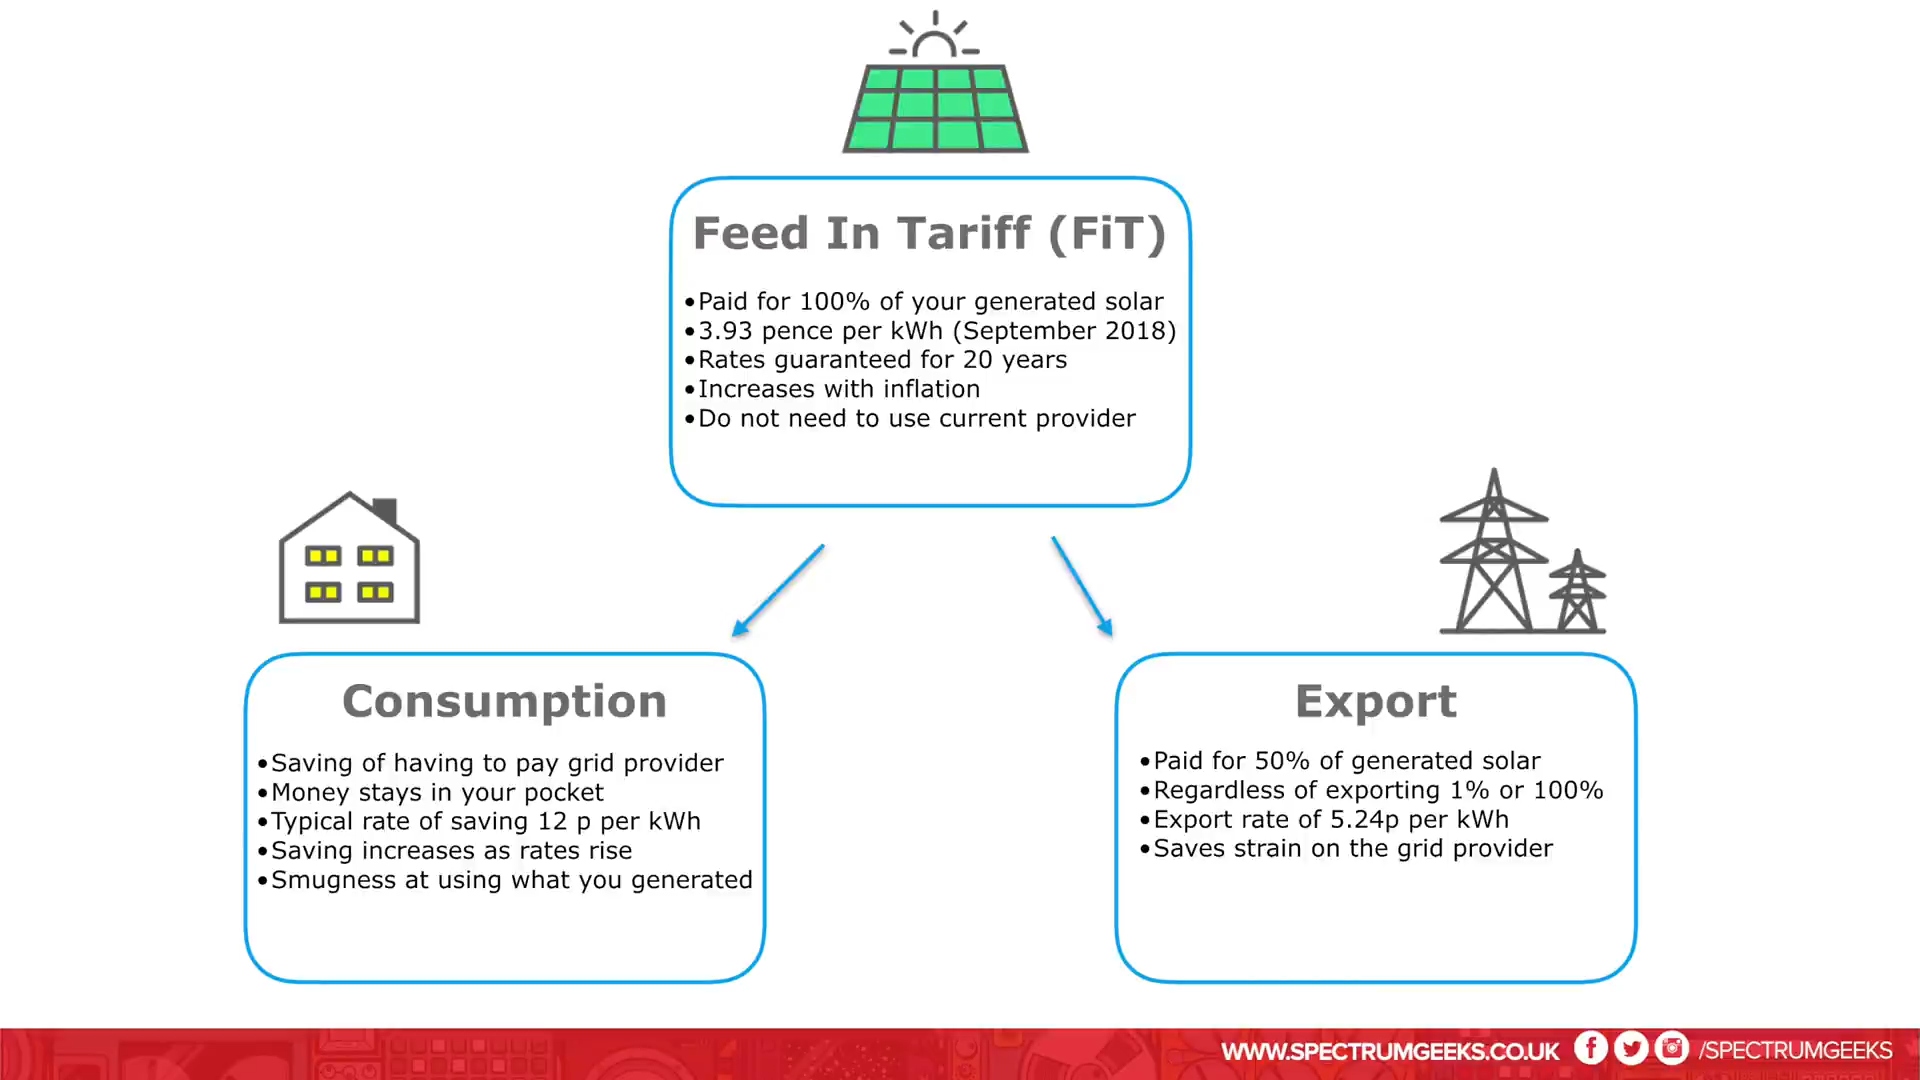 Feed In Tariff (FiT)
•Paid for 100% of your generated solar
•3.93 pence per kWh (September 2018)
•Rates guaranteed for 20 years
•Increases with inflation
•Do not need to use current provider
Consumption
•Saving of having to pay grid provider
•Money stays in your pocket
•Typical rate of saving 12 p per kWh
•Saving increases as rates rise
•Smugness at using what you generated
Export
•Paid for 50% of generated solar
•Regardless of exporting 1% or 100%
•Export rate of 5.24p per kWh
•Saves strain on the grid provider
WWW.SPECTRUMGEEKS.CO.UK /SPECTRUMGEEKS